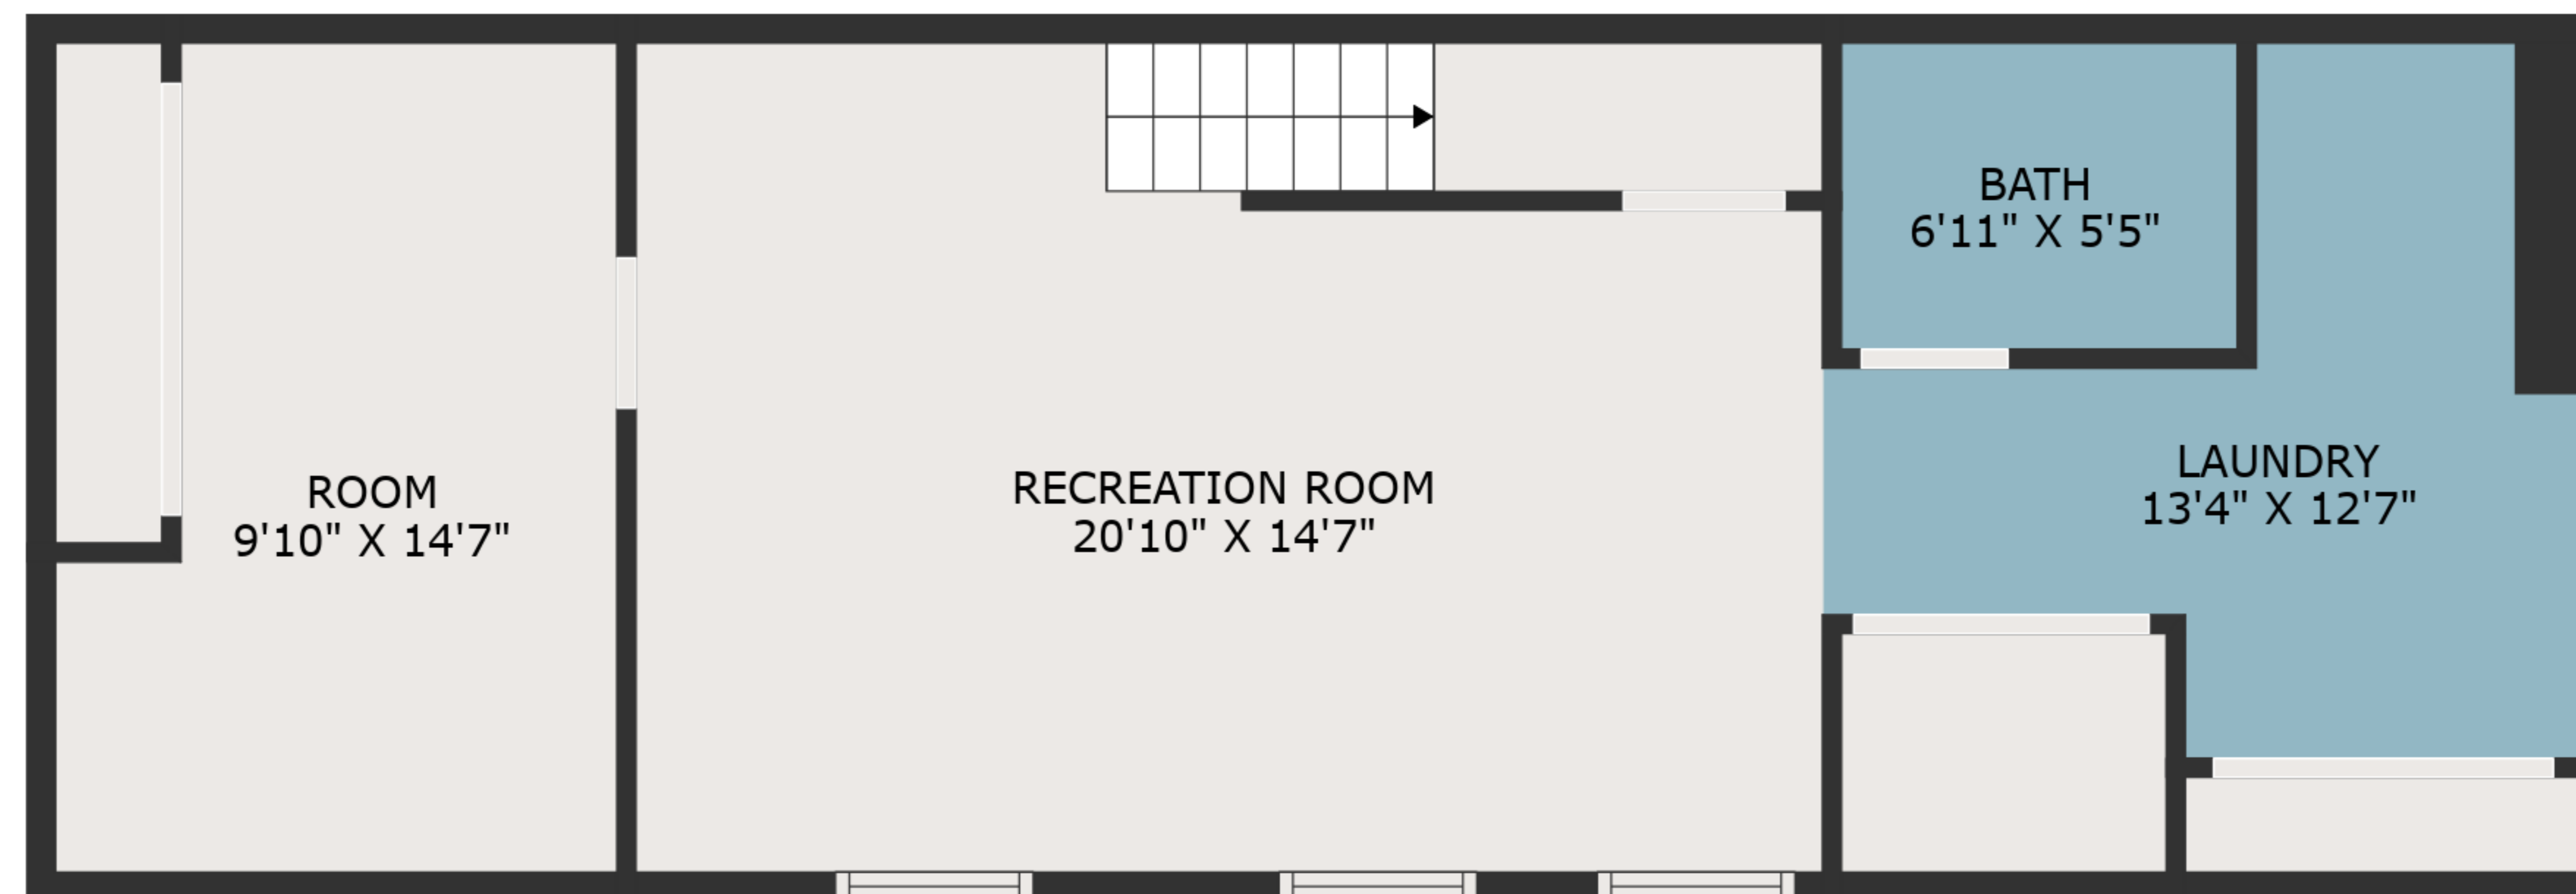 BATH
6'11" X 5'5"
LAUNDRY
13'4" X 12'7"
ROOM
9'10" X 14'7"
RECREATION ROOM
20'10" X 14'7"